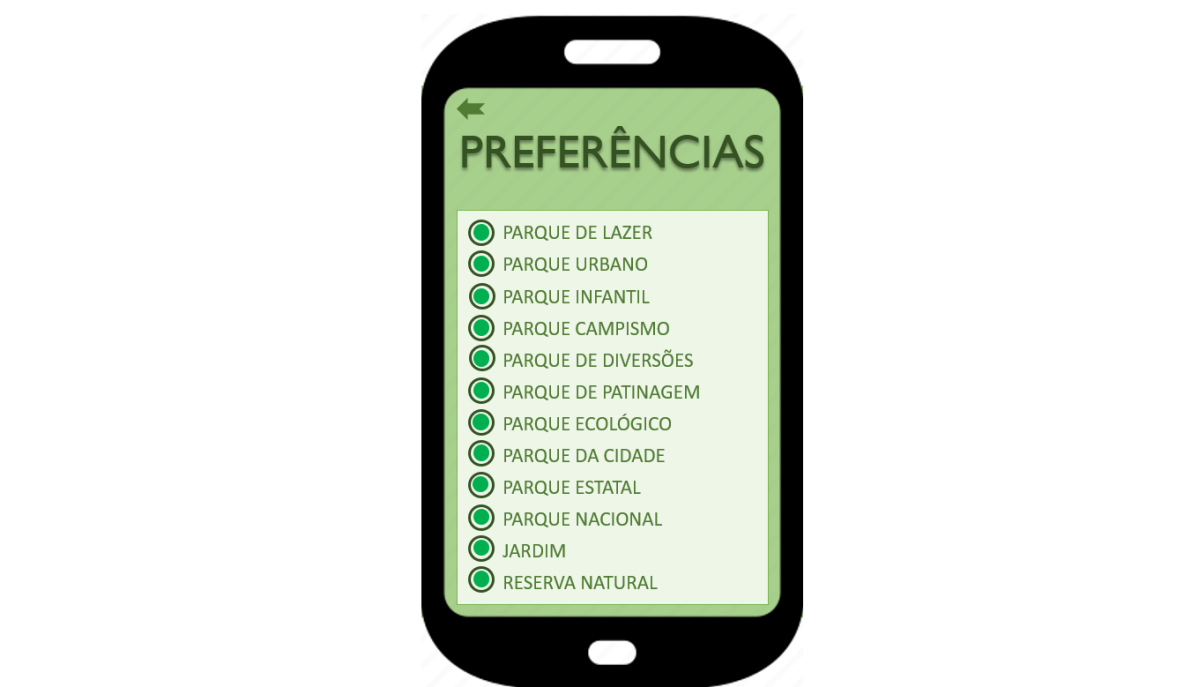 PREFERÊNCIAS
PARQUE DE LAZER
PARQUE URBANO
PARQUE INFANTIL
PARQUE CAMPISMO
PARQUE DE DIVERSÕES
PARQUE DE PATINAGEM
PARQUE ECOLÓGICO
PARQUE DA CIDADE
PARQUE ESTATAL
PARQUE NACIONAL
JARDIM
RESERVA NATURAL